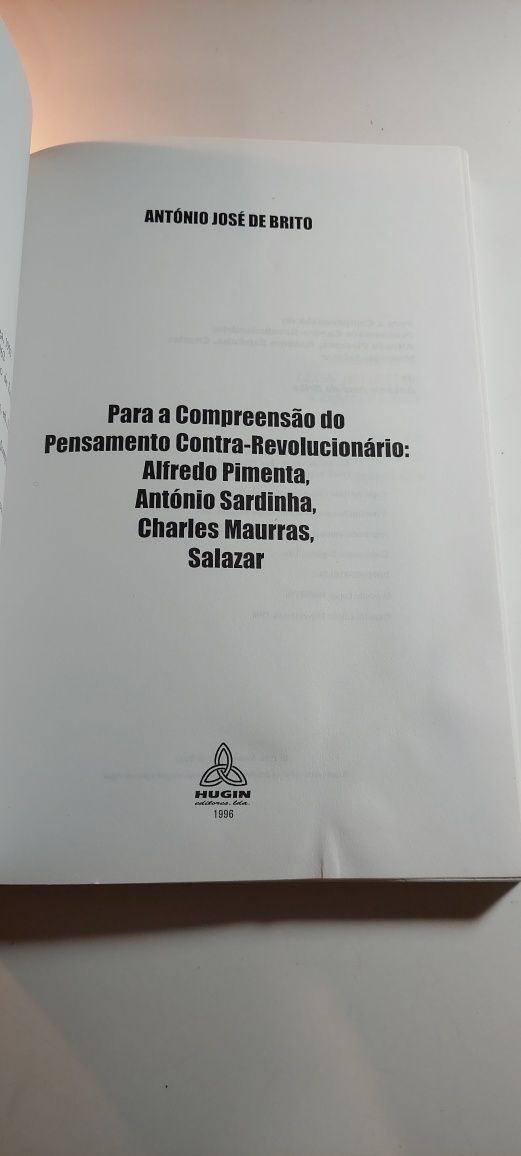 ANTÓNIO JOSÉ DE BRITO
Para a Compreensão do
Pensamento Contra-Revolucionário:
Alfredo Pimenta,
António Sardinha,
Charles Maurras,
Salazar
HUGIN
editores, lda.
1996